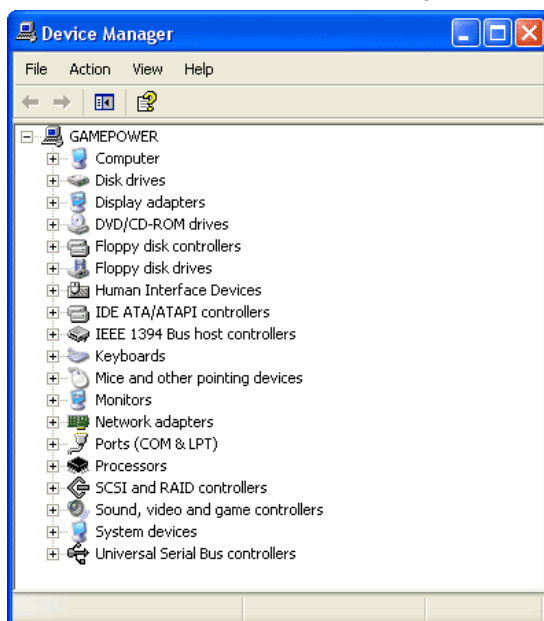 Device Manager
File Action View Help
GAMEPOWER
Computer
Disk drives
Display adapters
DVD/CD-ROM drives
Floppy disk controllers
Floppy disk drives
Human Interface Devices
IDE ATA/ATAPI controllers
IEEE 1394 Bus host controllers
Keyboards
Mice and other pointing devices
Monitors
Network adapters
Ports (COM & LPT)
Processors
SCSI and RAID controllers
Sound, video and game controllers
System devices
Universal Serial Bus controllers